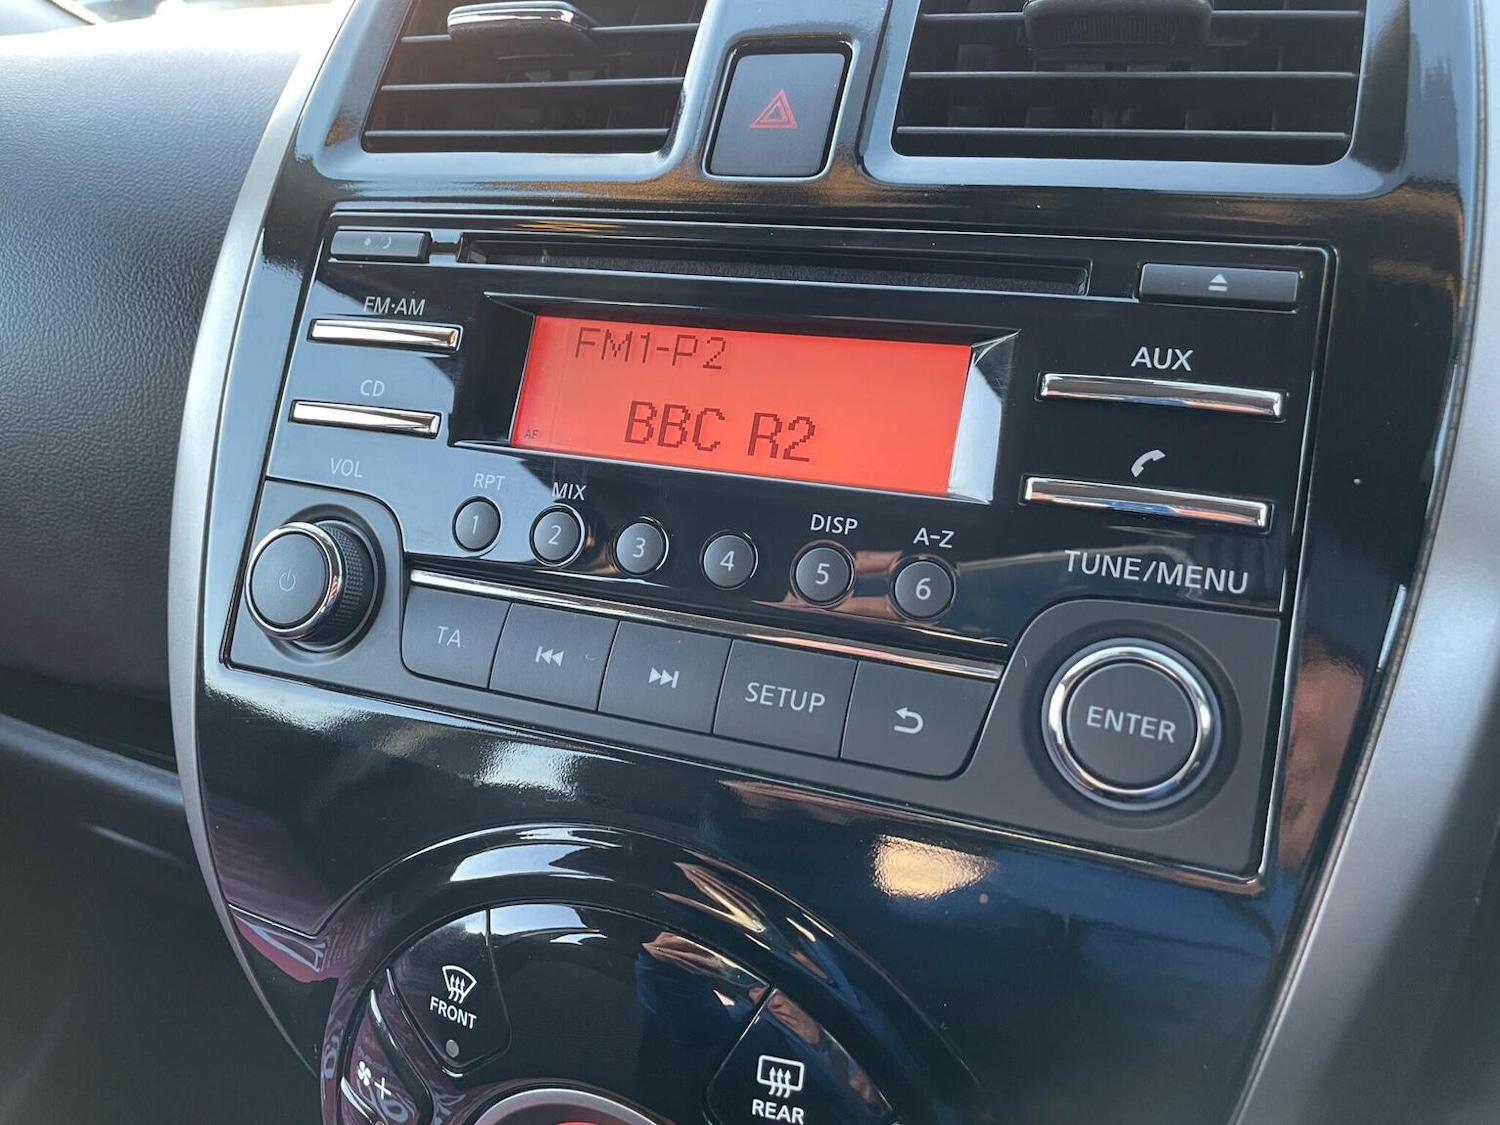 FM·AM
CD
VOL
FM1-P2
BBC R2
AF
AUX
RPT
MIX
DISP
A-Z
1
2
3
4
5
6
TUNE/MENU
TA
SETUP
ENTER
FRONT
REAR